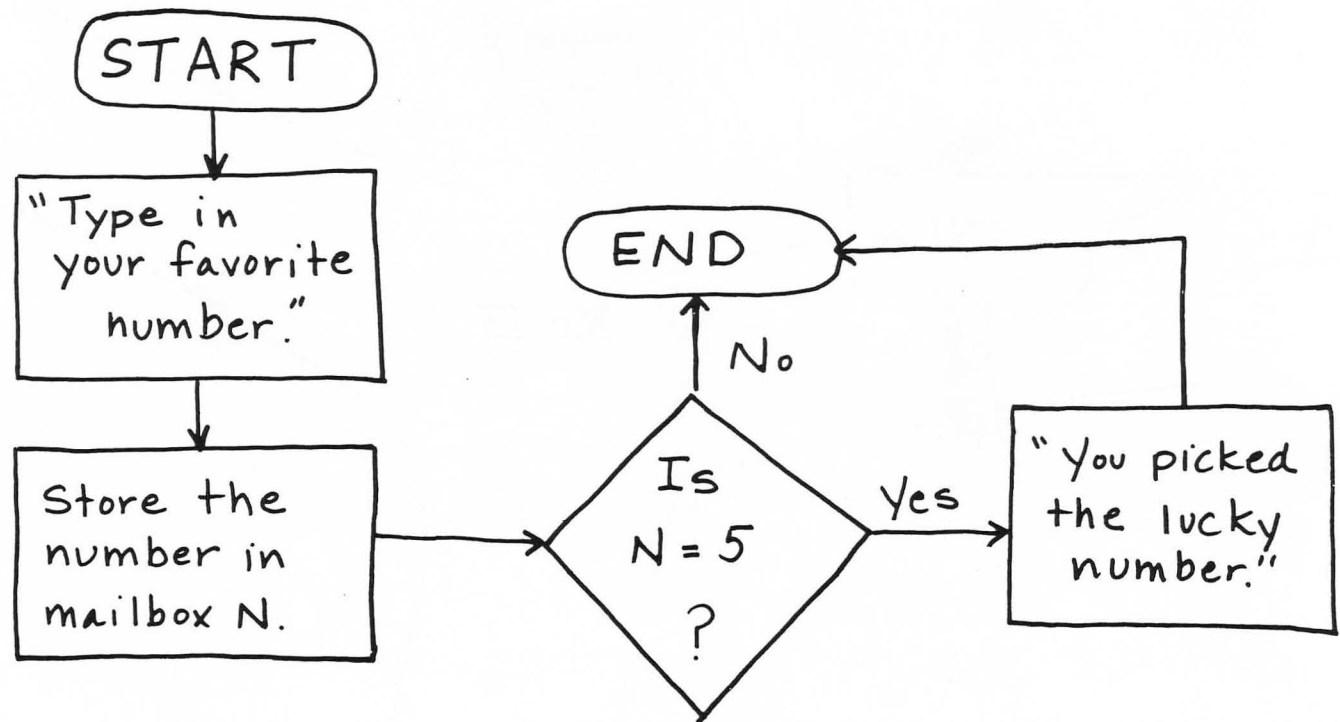 START
"Type in
your favorite
number."
Store the
number in
mailbox N.
Is
N = 5
?
No
END
Yes
"You picked
the lucky
number."